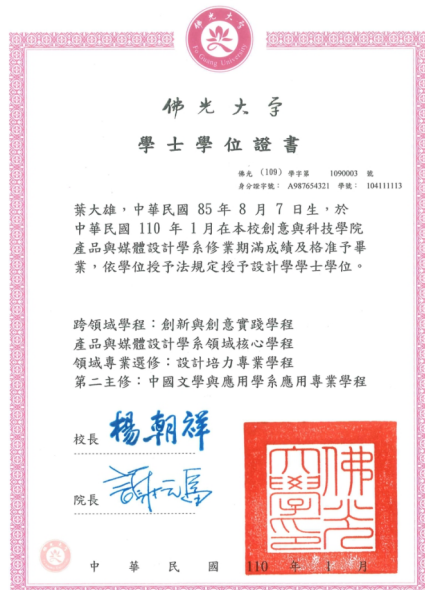 佛光大學
Fo Guang University
佛光大學
學士學位證書
佛光 (109) 學字第 1090003 號
身分證字號： A987654321 學號： 104111113
葉大雄，中華民國 85 年 8 月 7 日生，於
中華民國 110 年 1 月在本校創意與科技學院
產品與媒體設計學系修業期滿成績及格准予畢
業，依學位授予法規定授予設計學學士學位。
跨領域學程：創新與創意實踐學程
產品與媒體設計學系領域核心學程
領域專業選修：設計培力專業學程
第二主修：中國文學與應用學系應用專業學程
校長 楊朝祥
院長
佛光大學印
中華民國 110 年 1 月